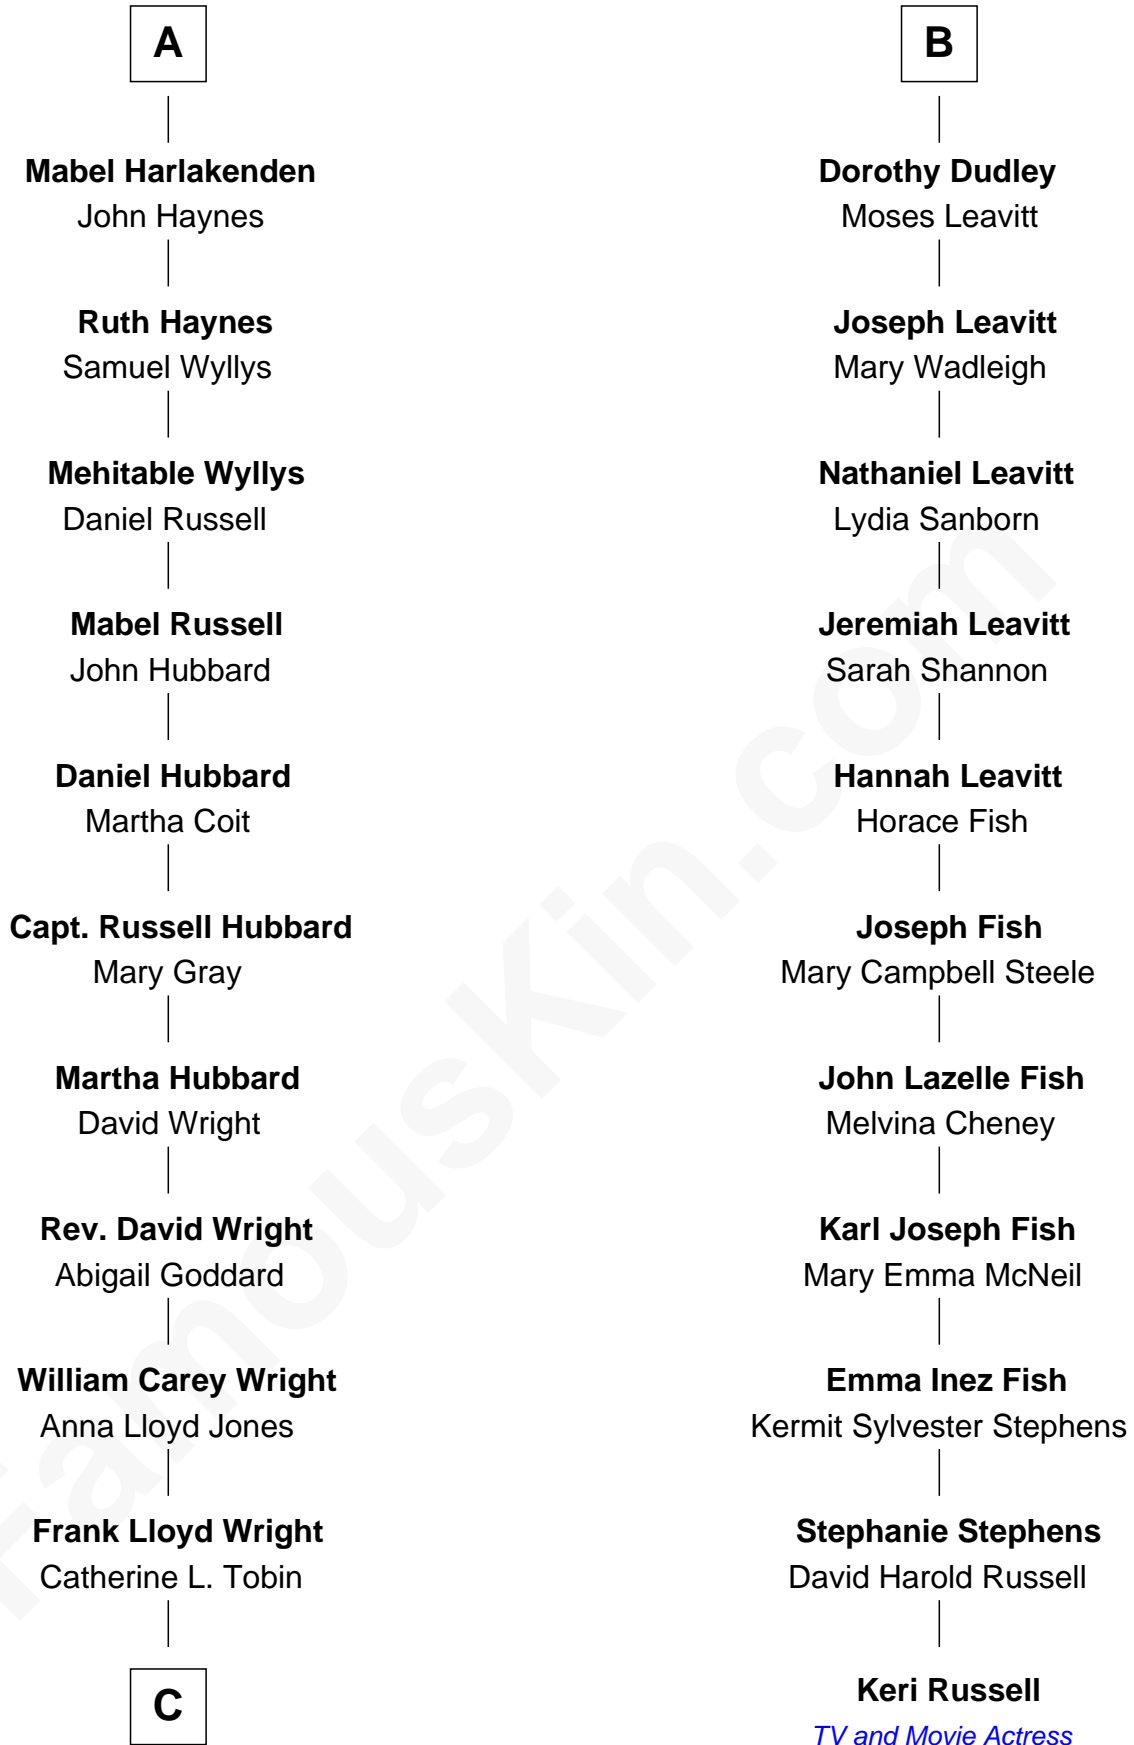 A
Mabel Harlakenden
John Haynes
Ruth Haynes
Samuel Wyllys
Mehitable Wyllys
Daniel Russell
Mabel Russell
John Hubbard
Daniel Hubbard
Martha Coit
Capt. Russell Hubbard
Mary Gray
Martha Hubbard
David Wright
Rev. David Wright
Abigail Goddard
William Carey Wright
Anna Lloyd Jones
Frank Lloyd Wright
Catherine L. Tobin
C
B
Dorothy Dudley
Moses Leavitt
Joseph Leavitt
Mary Wadleigh
Nathaniel Leavitt
Lydia Sanborn
Jeremiah Leavitt
Sarah Shannon
Hannah Leavitt
Horace Fish
Joseph Fish
Mary Campbell Steele
John Lazelle Fish
Melvina Cheney
Karl Joseph Fish
Mary Emma McNeil
Emma Inez Fish
Kermit Sylvester Stephens
Stephanie Stephens
David Harold Russell
Keri Russell
TV and Movie Actress
FamousKin.com